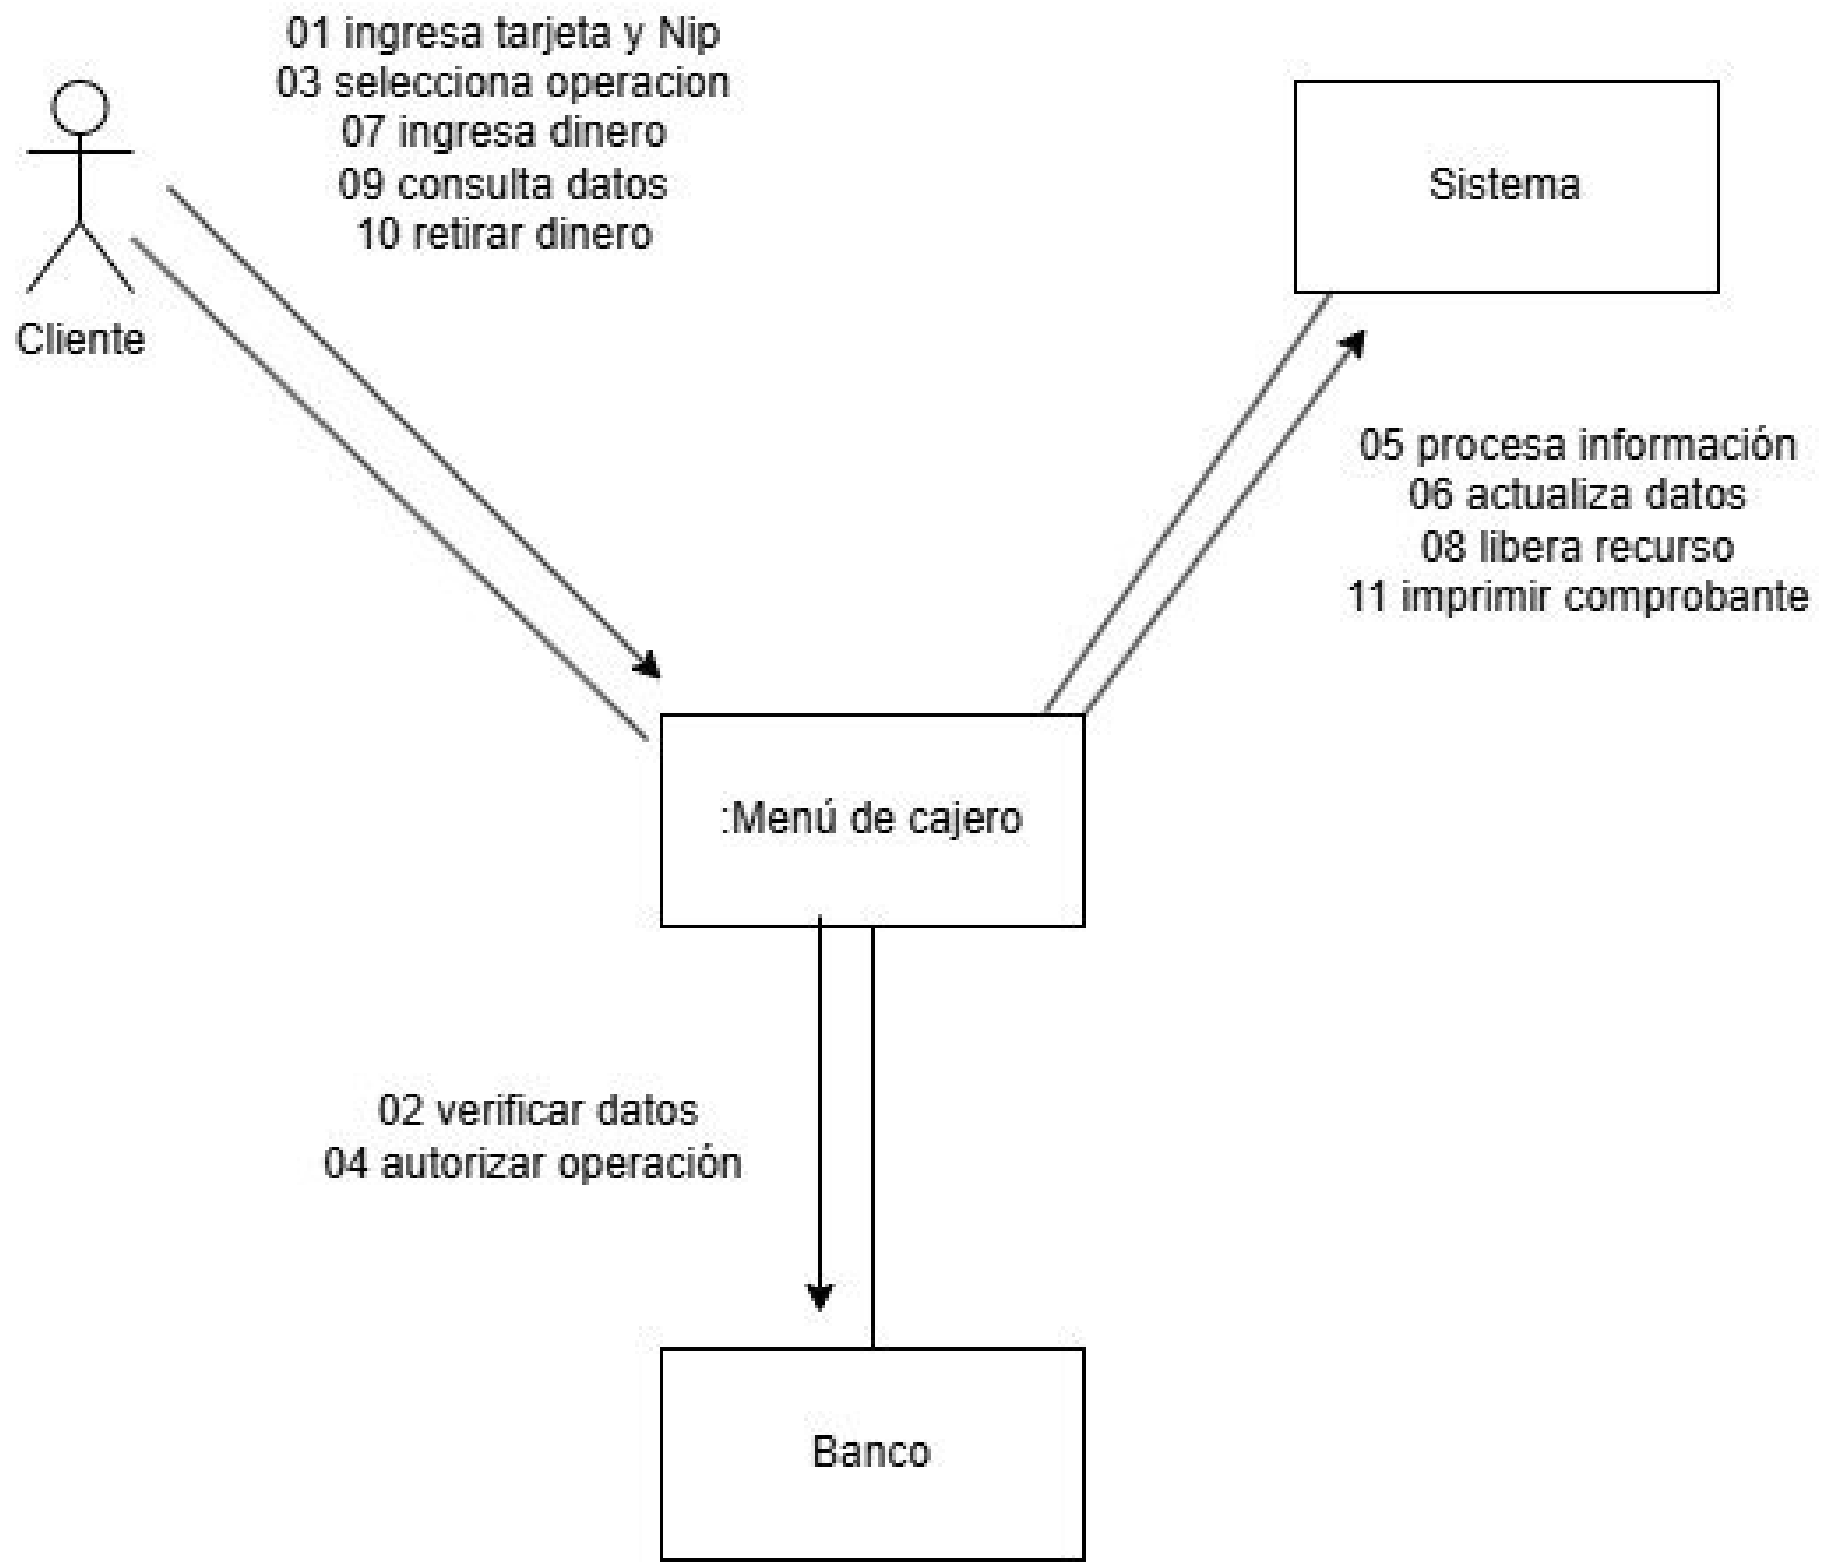 01 ingresa tarjeta y Nip
03 selecciona operacion
07 ingresa dinero
09 consulta datos
10 retirar dinero
Cliente
Sistema
05 procesa información
06 actualiza datos
08 libera recurso
11 imprimir comprobante
:Menú de cajero
02 verificar datos
04 autorizar operación
Banco